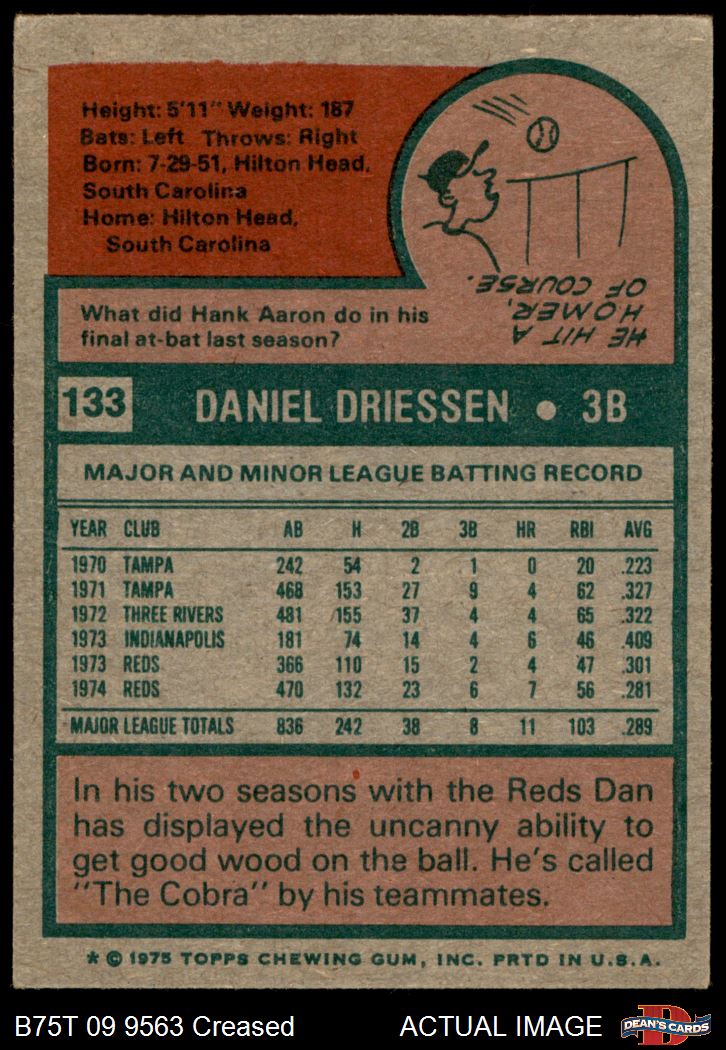 Height: 5'11" Weight: 187
Bats: Left Throws: Right
Born: 7-29-51, Hilton Head,
South Carolina
Home: Hilton Head,
South Carolina
What did Hank Aaron do in his
final at-bat last season?
HE HIT A
HOMER,
OF COURSE.
133 DANIEL DRIESSEN • 3B
MAJOR AND MINOR LEAGUE BATTING RECORD
YEAR CLUB AB H 2B 3B HR RBI AVG
1970 TAMPA 242 54 2 1 0 20 .223
1971 TAMPA 468 153 27 9 4 62 .327
1972 THREE RIVERS 481 155 37 4 4 65 .322
1973 INDIANAPOLIS 181 74 14 4 6 46 .409
1973 REDS 366 110 15 2 4 47 .301
1974 REDS 470 132 23 6 7 56 .281
MAJOR LEAGUE TOTALS 836 242 38 8 11 103 .289
In his two seasons with the Reds Dan
has displayed the uncanny ability to
get good wood on the ball. He's called
"The Cobra" by his teammates.
* © 1975 TOPPS CHEWING GUM, INC. PRTD IN U.S.A.
B75T 09 9563 Creased ACTUAL IMAGE
D
DEAN'S CARDS